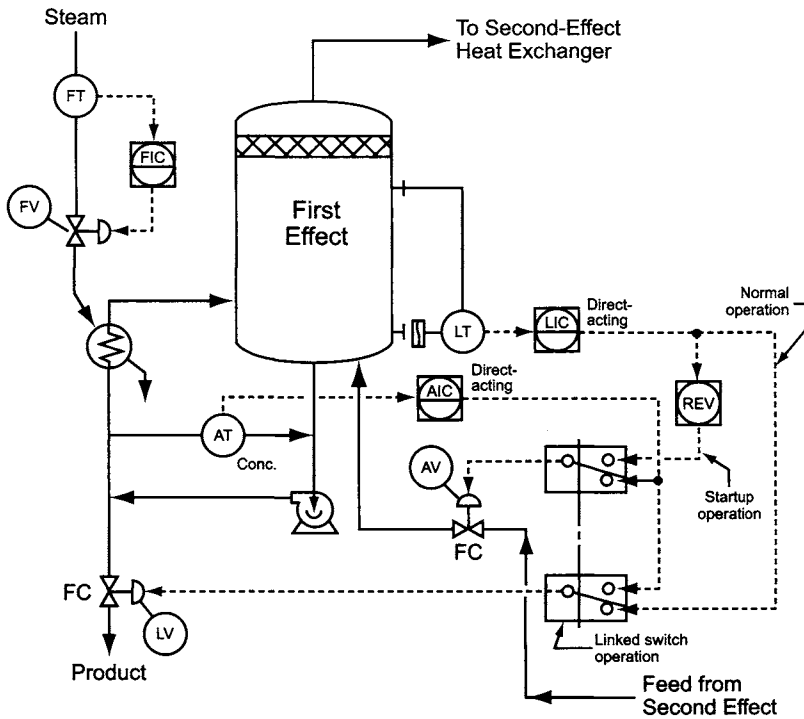 Steam
To Second-Effect
Heat Exchanger
FT
FIC
FV
First
Effect
Normal
operation
Direct-
acting
LT
LIC
Direct-
acting
AIC
REV
AT
Conc.
AV
Startup
operation
FC
FC
LV
Linked switch
operation
Product
Feed from
Second Effect